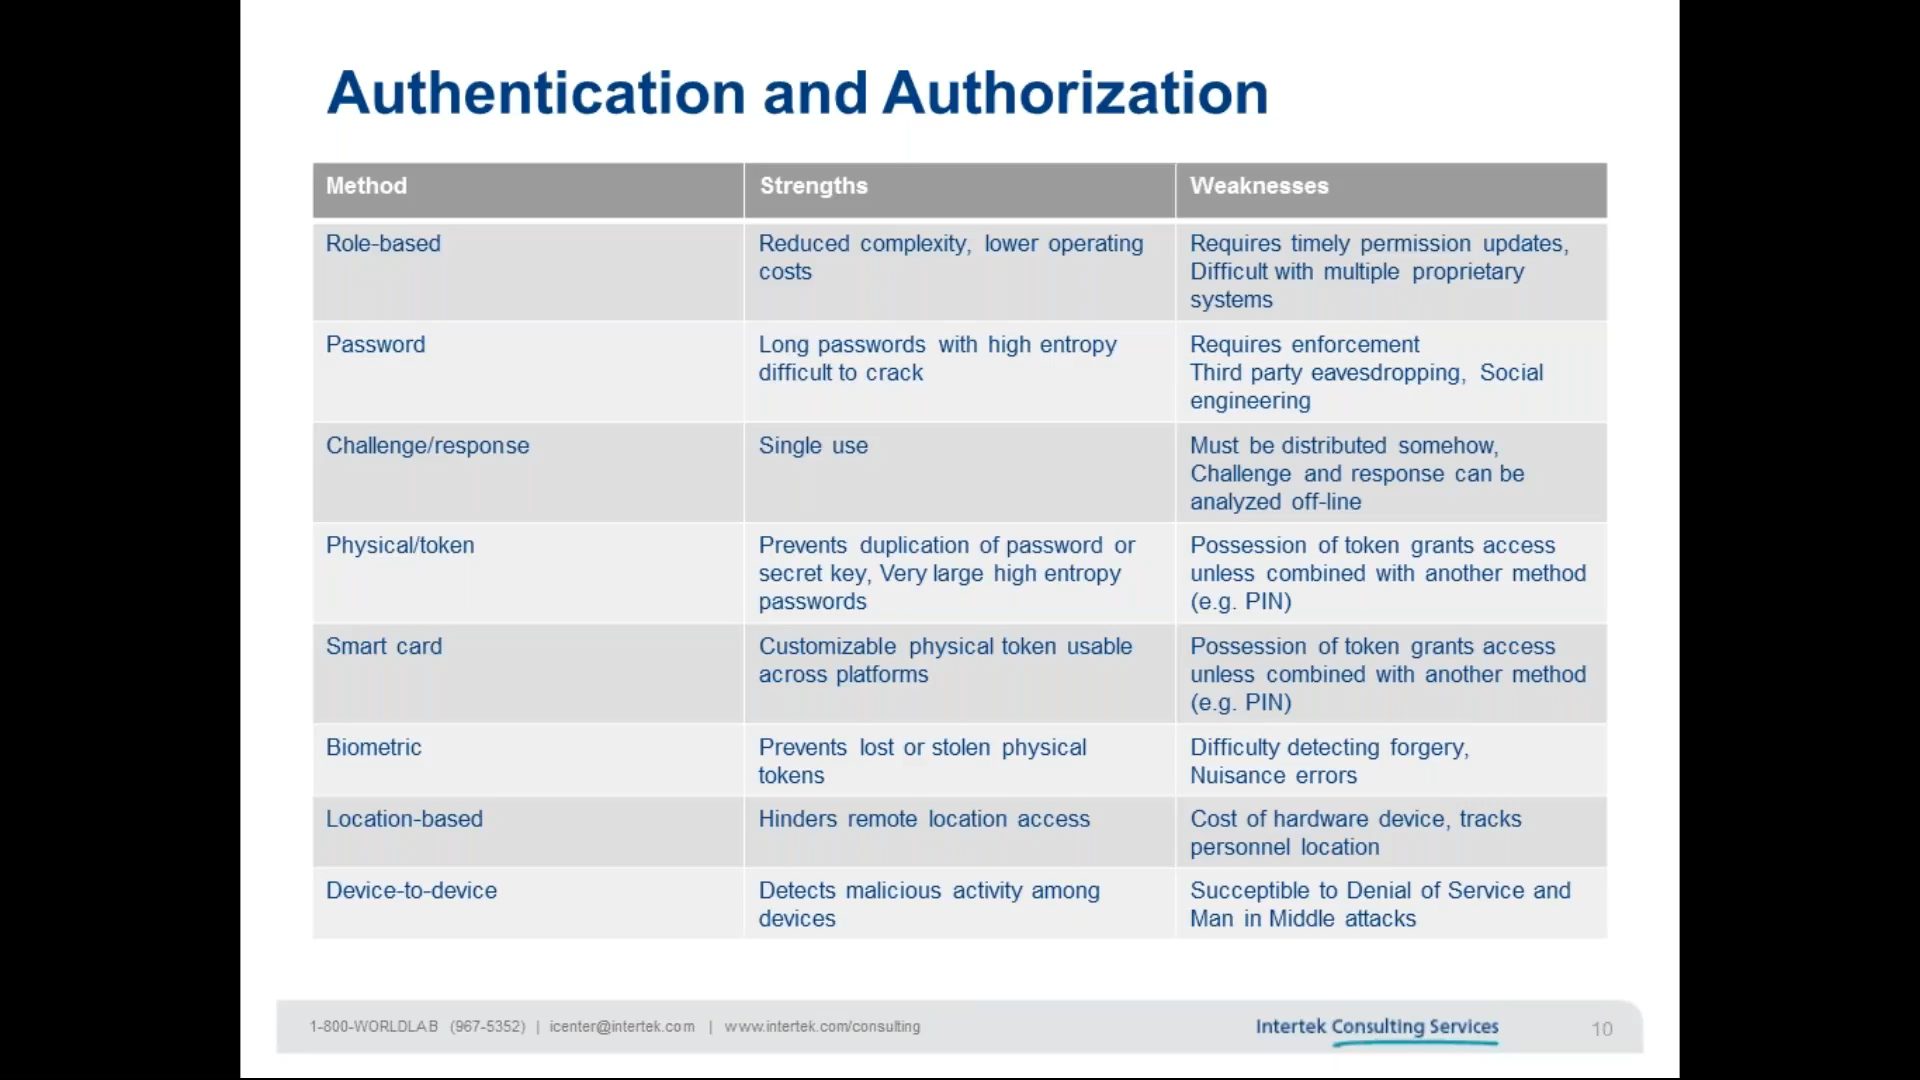 Authentication and Authorization
Method
Strengths
Weaknesses
Role-based
Reduced complexity, lower operating
costs
Requires timely permission updates,
Difficult with multiple proprietary
systems
Password
Long passwords with high entropy
difficult to crack
Requires enforcement
Third party eavesdropping, Social
engineering
Challenge/response
Single use
Must be distributed somehow,
Challenge and response can be
analyzed off-line
Physical/token
Prevents duplication of password or
secret key, Very large high entropy
passwords
Possession of token grants access
unless combined with another method
(e.g. PIN)
Smart card
Customizable physical token usable
across platforms
Possession of token grants access
unless combined with another method
(e.g. PIN)
Biometric
Prevents lost or stolen physical
tokens
Difficulty detecting forgery,
Nuisance errors
Location-based
Hinders remote location access
Cost of hardware device, tracks
personnel location
Device-to-device
Detects malicious activity among
devices
Succeptible to Denial of Service and
Man in Middle attacks
1-800-WORLDLAB (967-5352) | icenter@intertek.com | www.intertek.com/consulting
Intertek Consulting Services
10